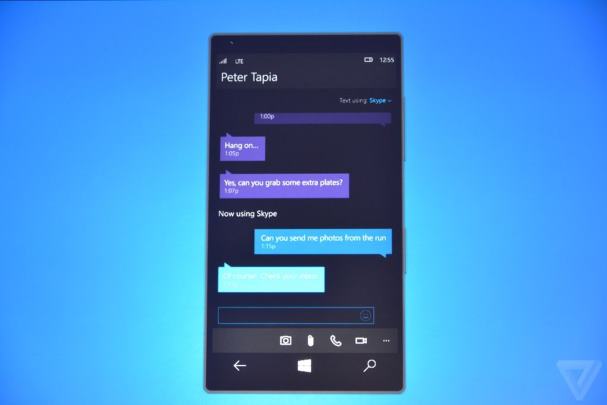 LTE 12:55
Peter Tapia
Text using: Skype
1:00p
Hang on...
1:05p
Yes, can you grab some extra plates?
1:07p
Now using Skype
Can you send me photos from the run
1:15p
Of course! Check your inbox